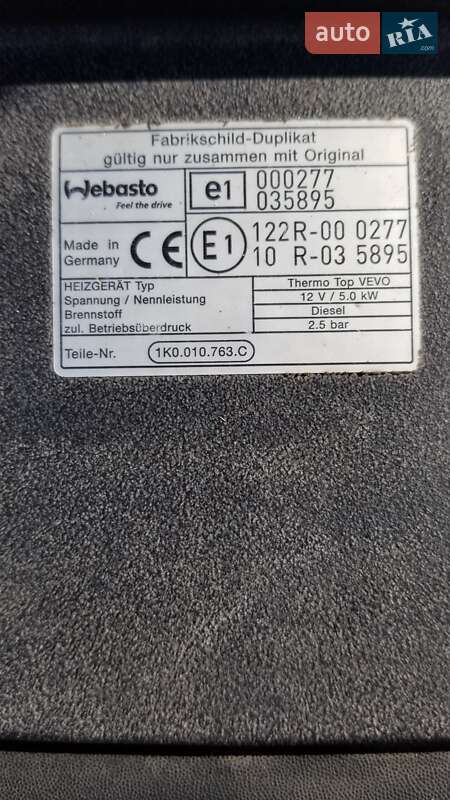 auto RIA.com
Fabrikschild-Duplikat
gültig nur zusammen mit Original
Webasto
Feel the drive
e1
000277
035895
Made in
Germany
CE
E1
122R-00 0277
10 R-03 5895
HEIZGERÄT Typ
Thermo Top VEVO
Spannung / Nennleistung
12 V / 5.0 kW
Brennstoff
Diesel
zul. Betriebsüberdruck
2.5 bar
Teile-Nr.
1K0.010.763.C